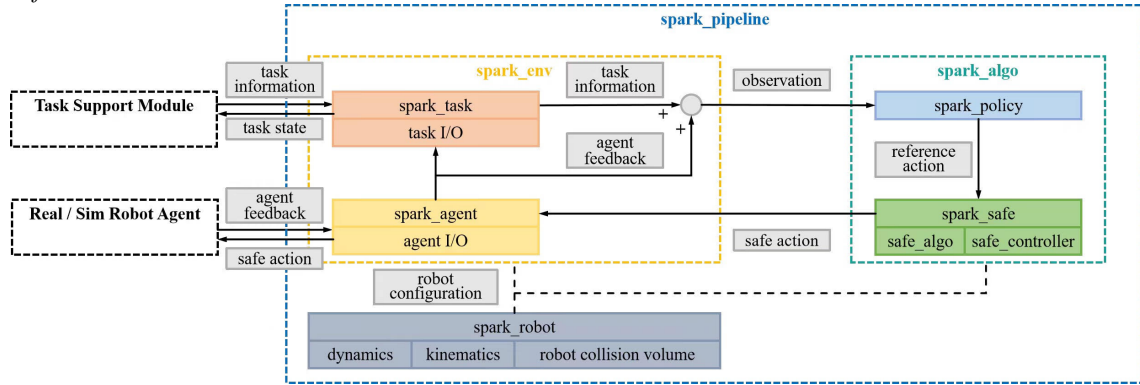 spark_pipeline
spark_env
spark_algo
task
information
task
information
observation
Task Support Module
spark_task
spark_policy
task state
task I/O
+
+
agent
feedback
reference
action
agent
feedback
Real / Sim Robot Agent
spark_agent
spark_safe
agent I/O
safe action
safe_algo
safe_controller
safe action
robot
configuration
spark_robot
dynamics
kinematics
robot collision volume